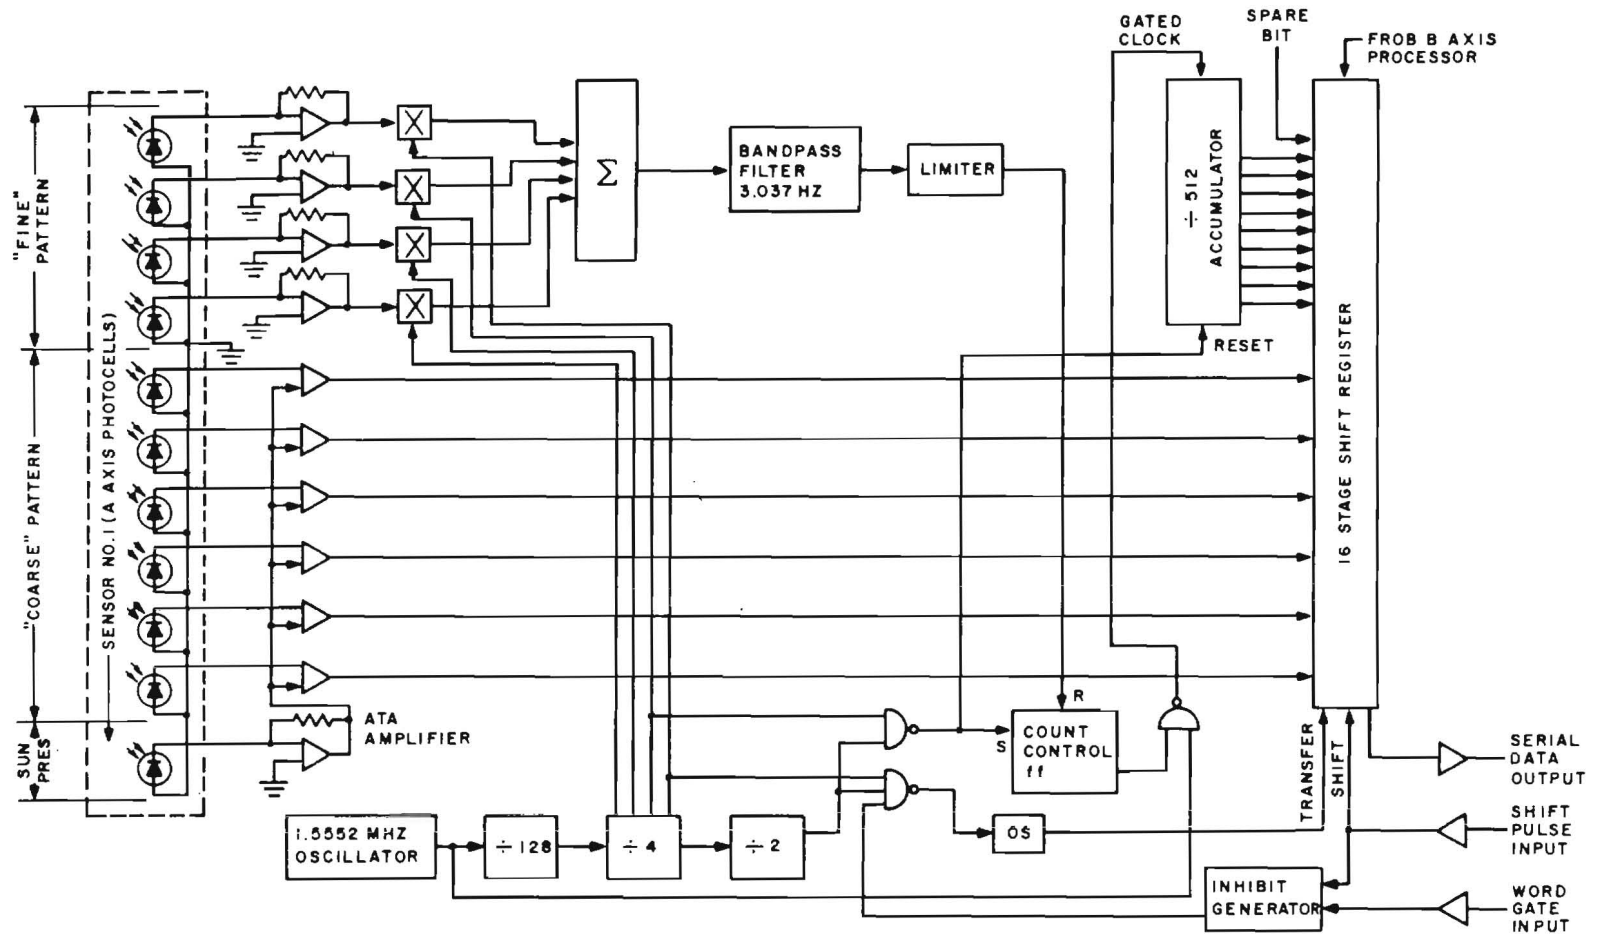 GATED
CLOCK
SPARE
BIT
FROB B AXIS
PROCESSOR
"FINE"
PATTERN
"COARSE" PATTERN
SUN
PRES
SENSOR NO.1 (A AXIS PHOTOCELLS)
X
X
X
X
Σ
BANDPASS
FILTER
3.037 HZ
LIMITER
÷ 512
ACCUMULATOR
RESET
16 STAGE SHIFT REGISTER
ATA
AMPLIFIER
R
S
COUNT
CONTROL
ff
TRANSFER
SHIFT
SERIAL
DATA
OUTPUT
SHIFT
PULSE
INPUT
WORD
GATE
INPUT
1.5552 MHZ
OSCILLATOR
÷ 128
÷ 4
÷ 2
OS
INHIBIT
GENERATOR